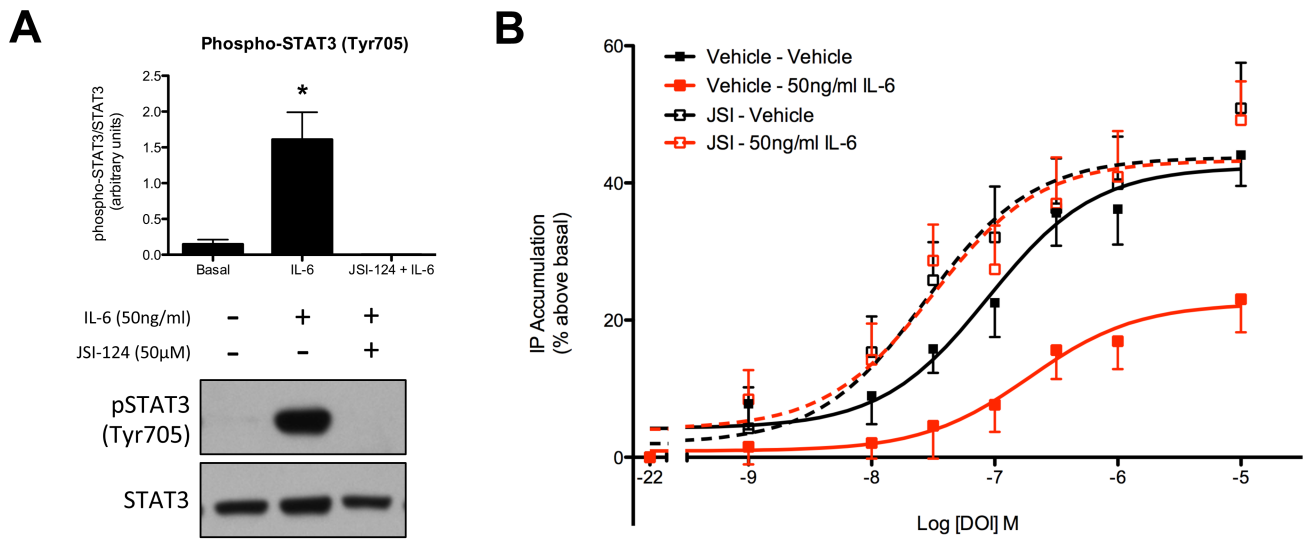 A
Phospho-STAT3 (Tyr705)
phospho-STAT3/STAT3
(arbitrary units)
2.5
2.0
1.5
1.0
0.5
0.0
*
Basal
IL-6
JSI-124 + IL-6
IL-6 (50ng/ml) - + +
JSI-124 (50µM) - - +
pSTAT3
(Tyr705)
STAT3
B
Vehicle - Vehicle
Vehicle - 50ng/ml IL-6
JSI - Vehicle
JSI - 50ng/ml IL-6
IP Accumulation
(% above basal)
60
40
20
0
-22
-9
-8
-7
-6
-5
Log [DOI] M